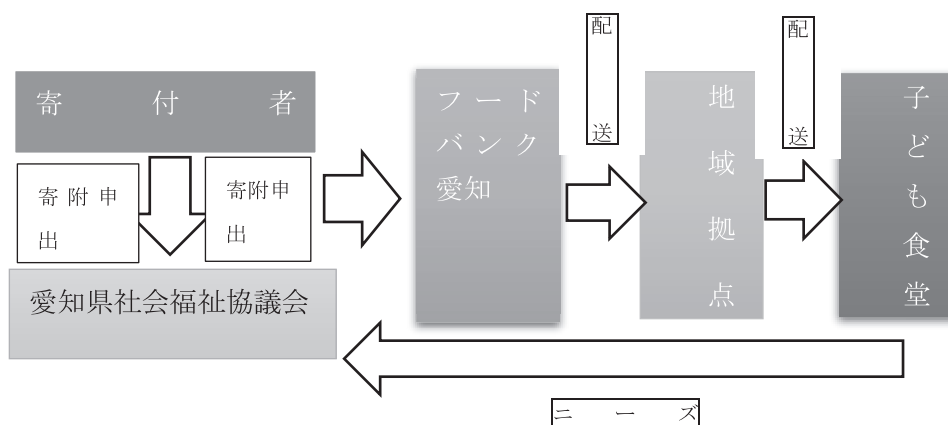 寄付者
寄附申
出
寄附申
出
愛知県社会福祉協議会
フード
バンク
愛知
配送
地域拠点
配送
子ども食堂
ニーズ